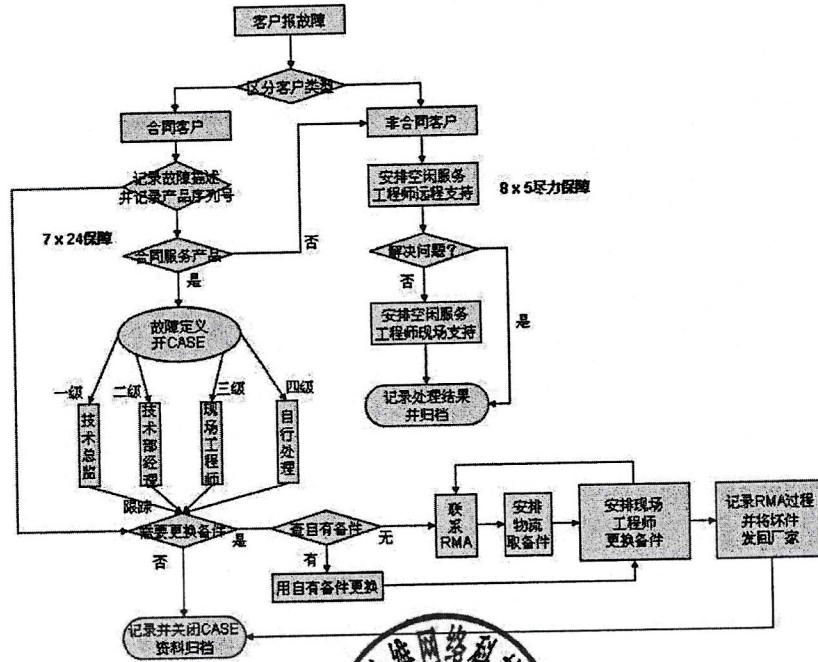 客户报故障
区分客户类型
合同客户
非合同客户
记录故障描述
并记录产品序列号
安排空闲服务
工程师远程支持
8 x 5尽力保障
7 x 24保障
合同服务产品
否
是
解决问题?
否
是
故障定义
开CASE
安排空闲服务
工程师现场支持
一级
二级
三级
四级
技术总监
技术部经理
现场工程师
自行处理
记录处理结果
并归档
跟踪
需要更换备件
是
否
查自有备件
无
有
用自有备件更换
联系
RMA
安排
物流
取备件
安排现场
工程师
更换备件
记录RMA过程
并将坏件
发回厂家
记录并关闭CASE
资料归档
网络科